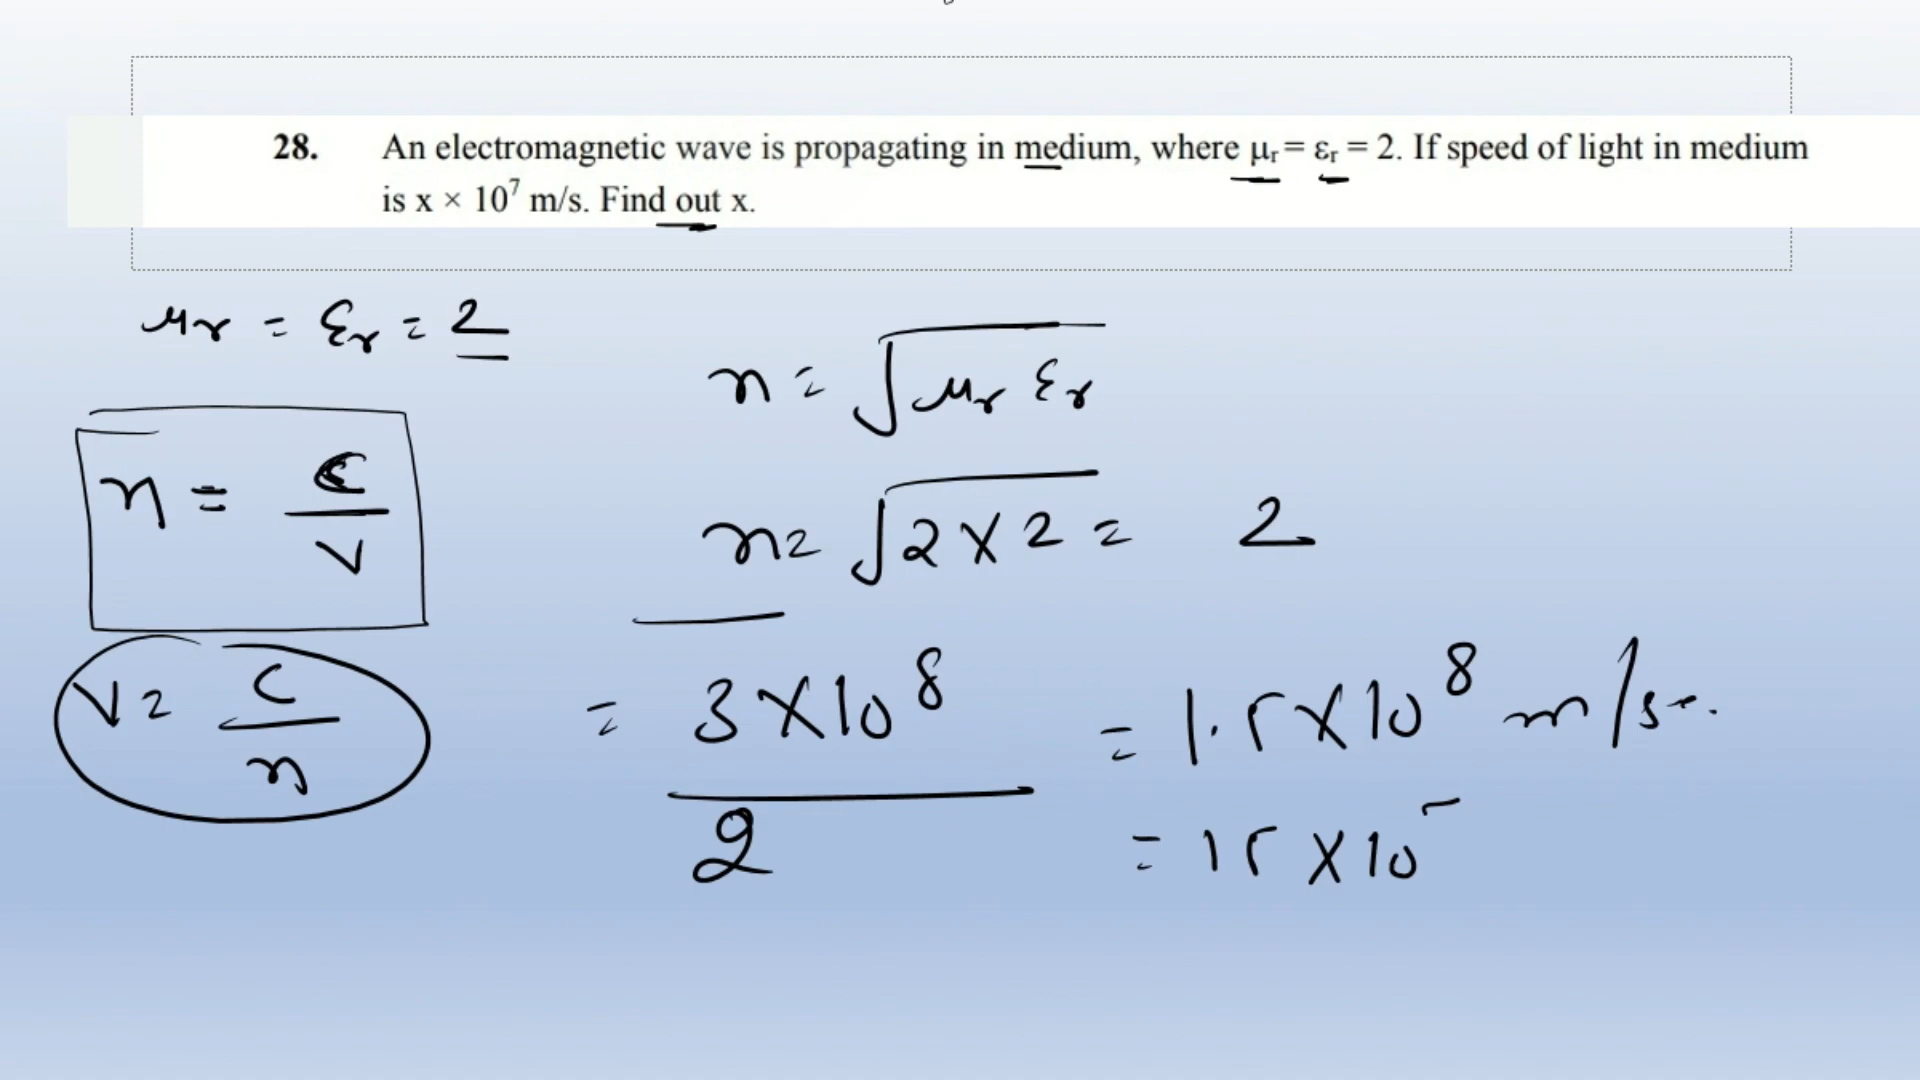 28. An electromagnetic wave is propagating in medium, where μr = εr = 2. If speed of light in medium
is x × 10⁷ m/s. Find out x.
μr = εr = 2
n = √μr εr
n = c/v
n = √2×2 = 2
v = c/n
= 3×10⁸/2 = 1.5×10⁸ m/se.
= 15×10